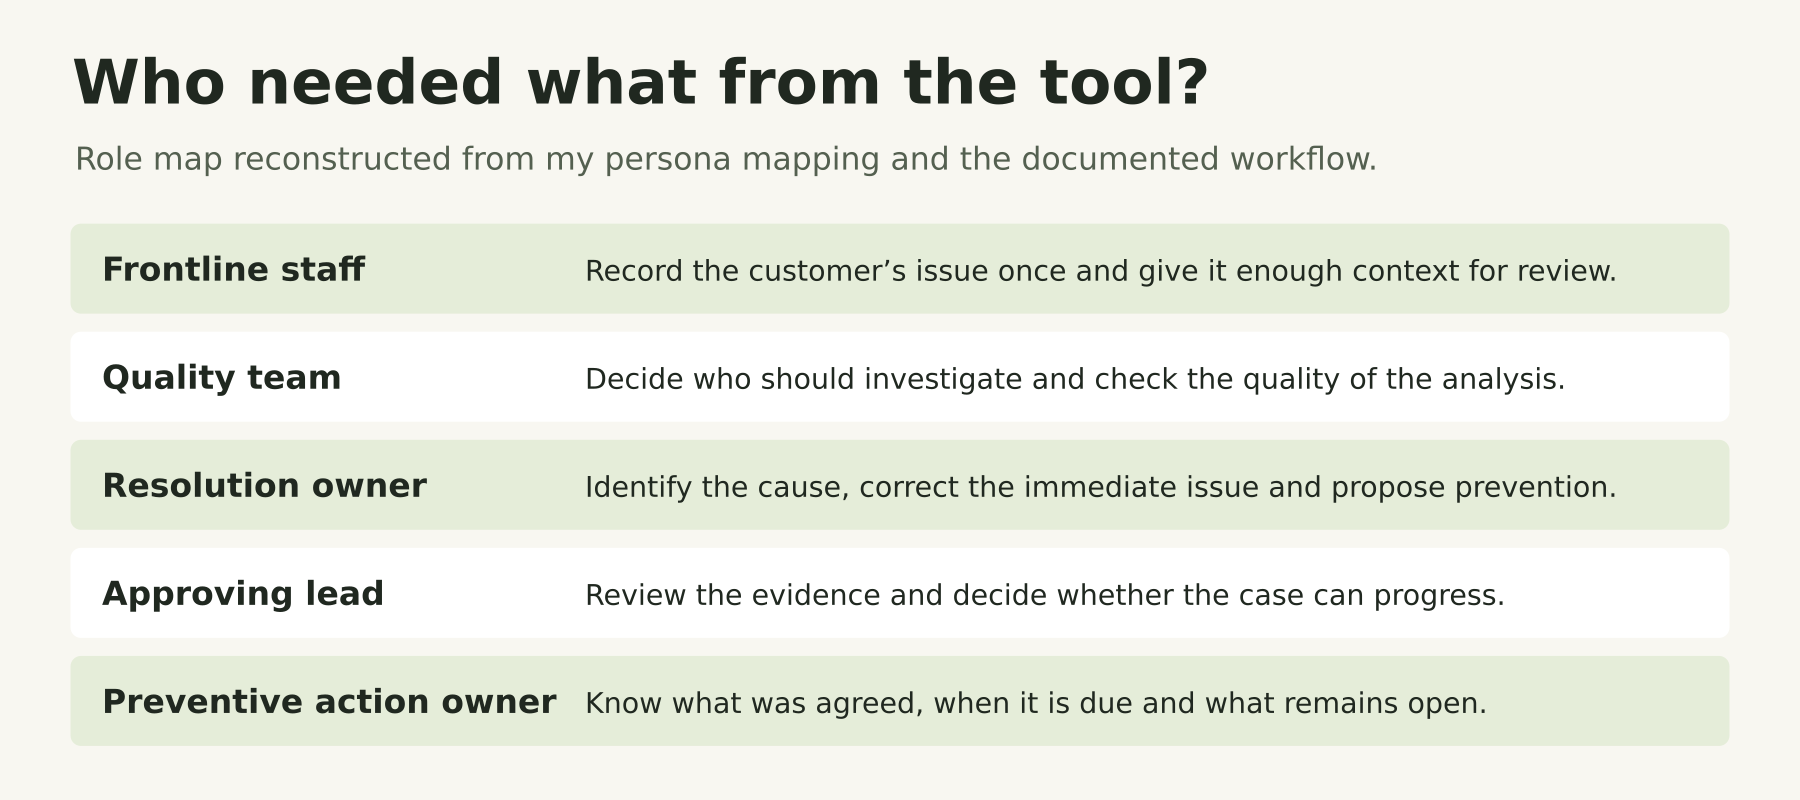 Who needed what from the tool?
Role map reconstructed from my persona mapping and the documented workflow.
Frontline staff Record the customer’s issue once and give it enough context for review.
Quality team Decide who should investigate and check the quality of the analysis.
Resolution owner Identify the cause, correct the immediate issue and propose prevention.
Approving lead Review the evidence and decide whether the case can progress.
Preventive action owner Know what was agreed, when it is due and what remains open.